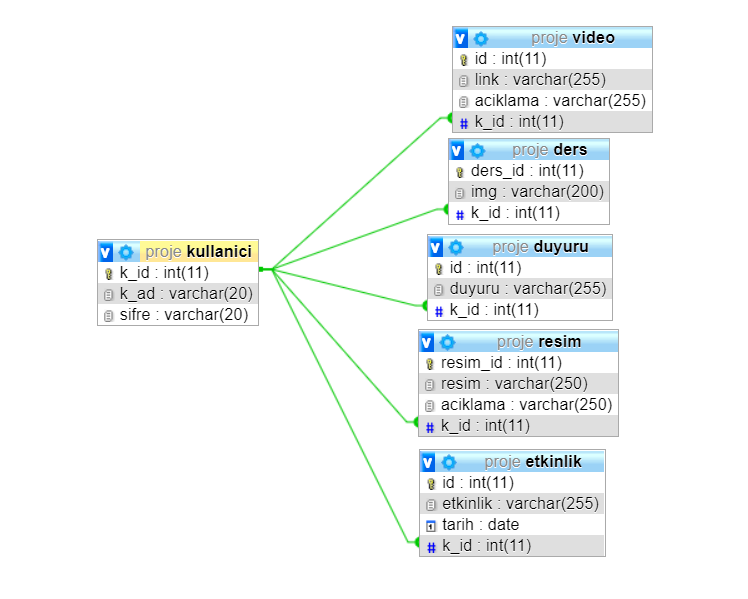 proje video
id : int(11)
link : varchar(255)
aciklama : varchar(255)
k_id : int(11)
proje ders
ders_id : int(11)
img : varchar(200)
k_id : int(11)
proje kullanici
k_id : int(11)
k_ad : varchar(20)
sifre : varchar(20)
proje duyuru
id : int(11)
duyuru : varchar(255)
k_id : int(11)
proje resim
resim_id : int(11)
resim : varchar(250)
aciklama : varchar(250)
k_id : int(11)
proje etkinlik
id : int(11)
etkinlik : varchar(255)
tarih : date
k_id : int(11)